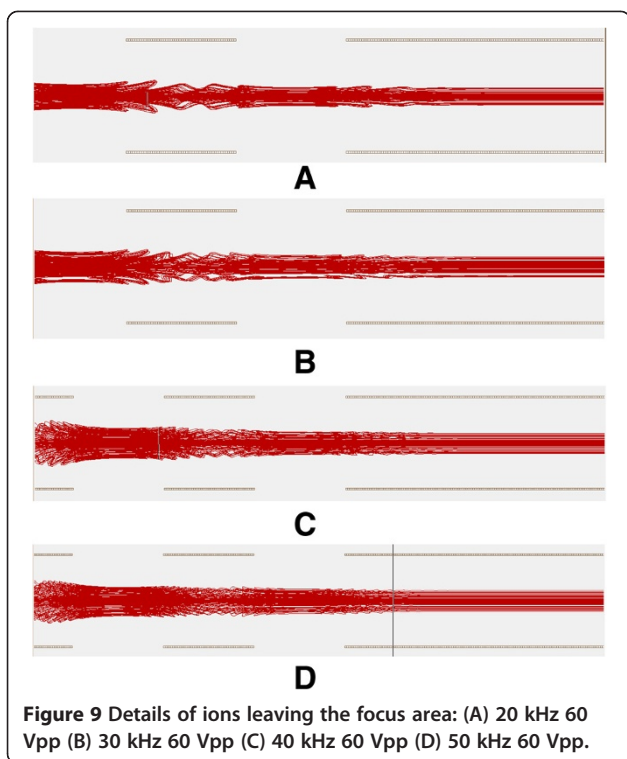 A
B
C
D
Figure 9 Details of ions leaving the focus area: (A) 20 kHz 60
Vpp (B) 30 kHz 60 Vpp (C) 40 kHz 60 Vpp (D) 50 kHz 60 Vpp.